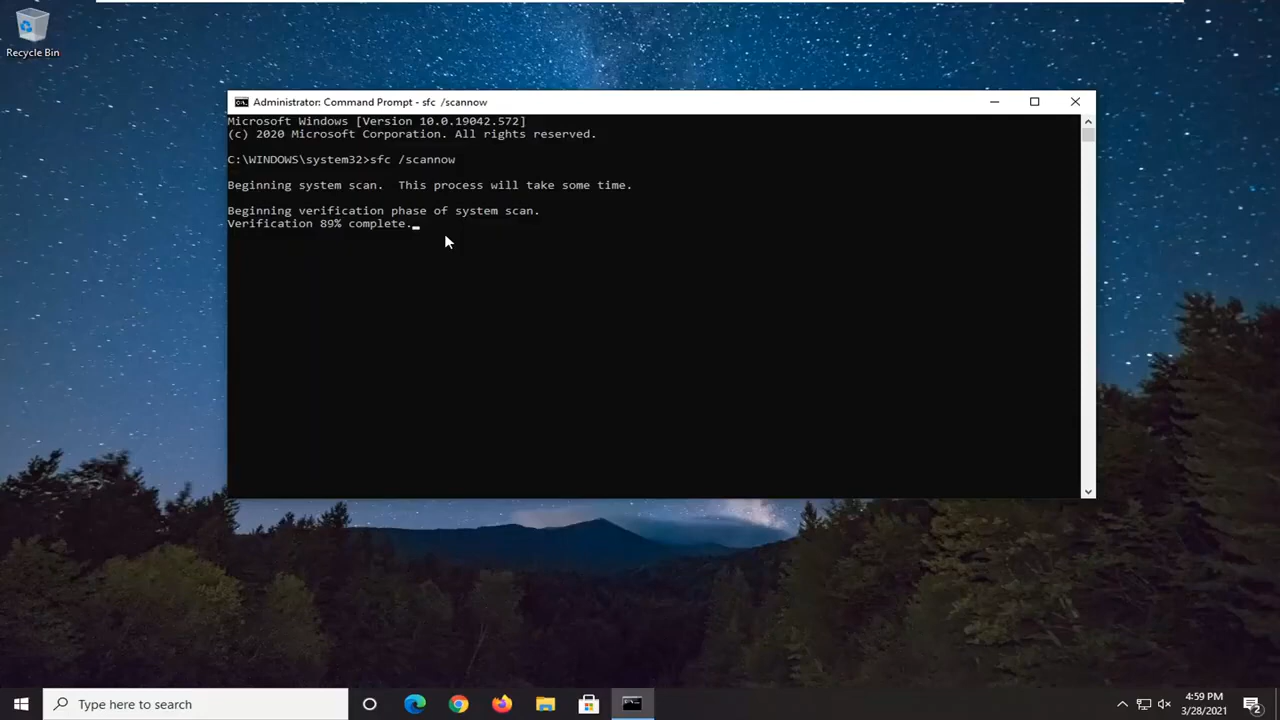 Recycle Bin
Administrator: Command Prompt - sfc  /scannow
Microsoft Windows [Version 10.0.19042.572]
(c) 2020 Microsoft Corporation. All rights reserved.
C:\WINDOWS\system32>sfc /scannow
Beginning system scan.  This process will take some time.
Beginning verification phase of system scan.
Verification 89% complete.
Type here to search
4:59 PM
3/28/2021
2